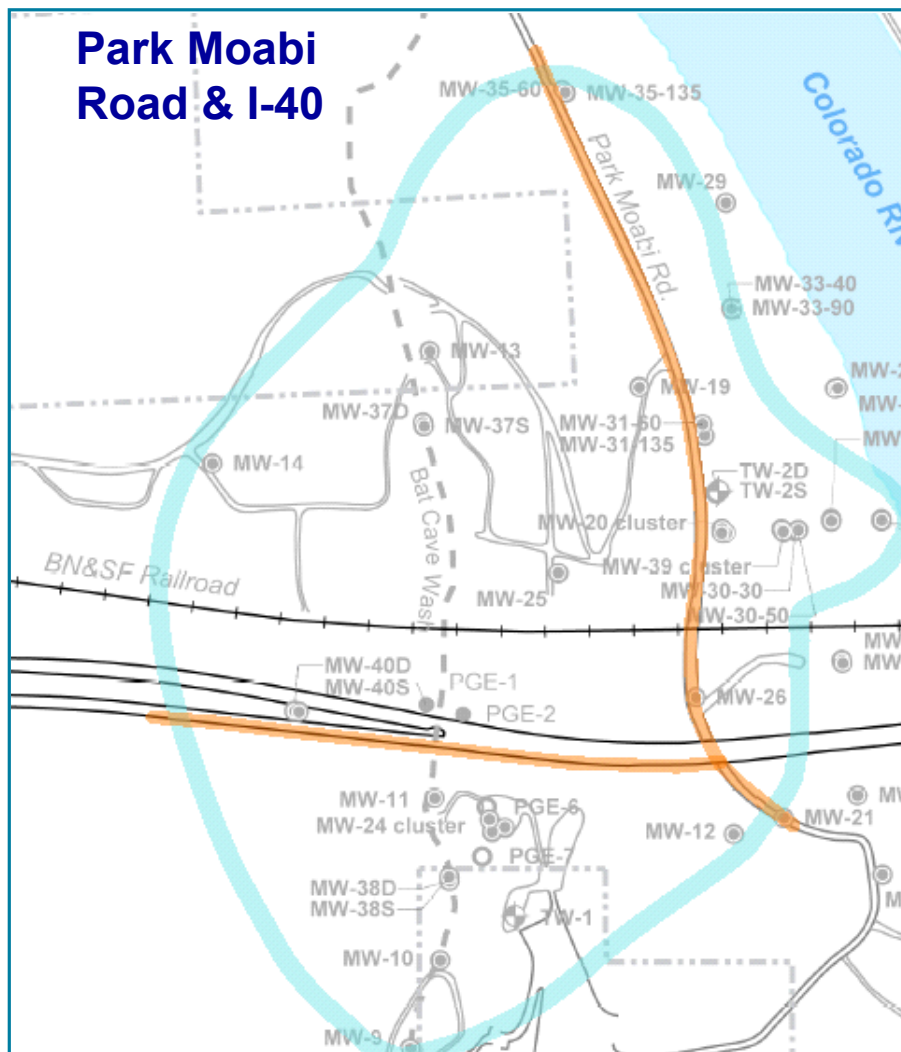 Park Moabi
Road & I-40
MW-35-60
MW-35-135
Colorado
Park Moabi Rd.
MW-29
MW-33-40
MW-33-90
MW-13
MW-19
MW-37D
MW-37S
MW-31-60
MW-31-135
MW-14
TW-2D
TW-2S
Bat Cave Wash
MW-20 cluster
MW-39 cluster
MW-30-30
MW-30-50
BN&SF Railroad
MW-25
MW-40D
MW-40S
PGE-1
PGE-2
MW-26
MW-11
PGE-6
MW-24 cluster
MW-12
MW-21
PGE-7
MW-38D
MW-38S
TW-1
MW-10
MW-9